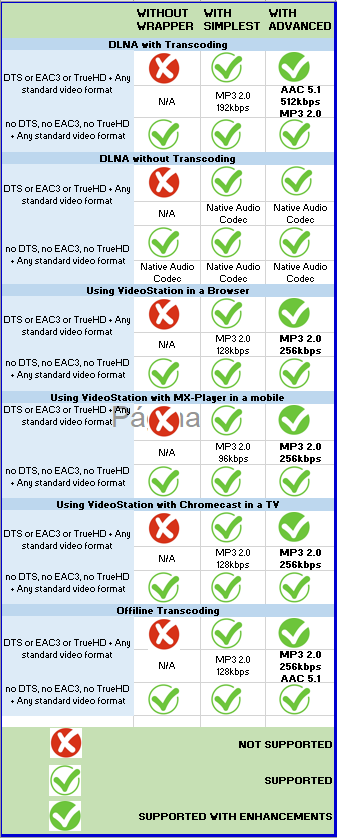 WITHOUT WRAPPER
WITH SIMPLEST
WITH ADVANCED
DLNA with Transcoding
DTS or EAC3 or TrueHD + Any standard video format
N/A
MP3 2.0 192kbps
AAC 5.1 512kbps MP3 2.0
no DTS, no EAC3, no TrueHD + Any standard video format
DLNA without Transcoding
DTS or EAC3 or TrueHD + Any standard video format
N/A
Native Audio Codec
Native Audio Codec
no DTS, no EAC3, no TrueHD + Any standard video format
Native Audio Codec
Native Audio Codec
Native Audio Codec
Using VideoStation in a Browser
DTS or EAC3 or TrueHD + Any standard video format
N/A
MP3 2.0 128kbps
MP3 2.0 256kbps
no DTS, no EAC3, no TrueHD + Any standard video format
Using VideoStation with MX-Player in a mobile
DTS or EAC3 or TrueHD + Any standard video format
N/A
MP3 2.0 96kbps
MP3 2.0 256kbps
no DTS, no EAC3, no TrueHD + Any standard video format
Using VideoStation with Chromecast in a TV
DTS or EAC3 or TrueHD + Any standard video format
N/A
MP3 2.0 128kbps
MP3 2.0 256kbps
no DTS, no EAC3, no TrueHD + Any standard video format
Offiline Transcoding
DTS or EAC3 or TrueHD + Any standard video format
N/A
MP3 2.0 128kbps
MP3 2.0 256kbps AAC 5.1
no DTS, no EAC3, no TrueHD + Any standard video format
NOT SUPPORTED
SUPPORTED
SUPPORTED WITH ENHANCEMENTS